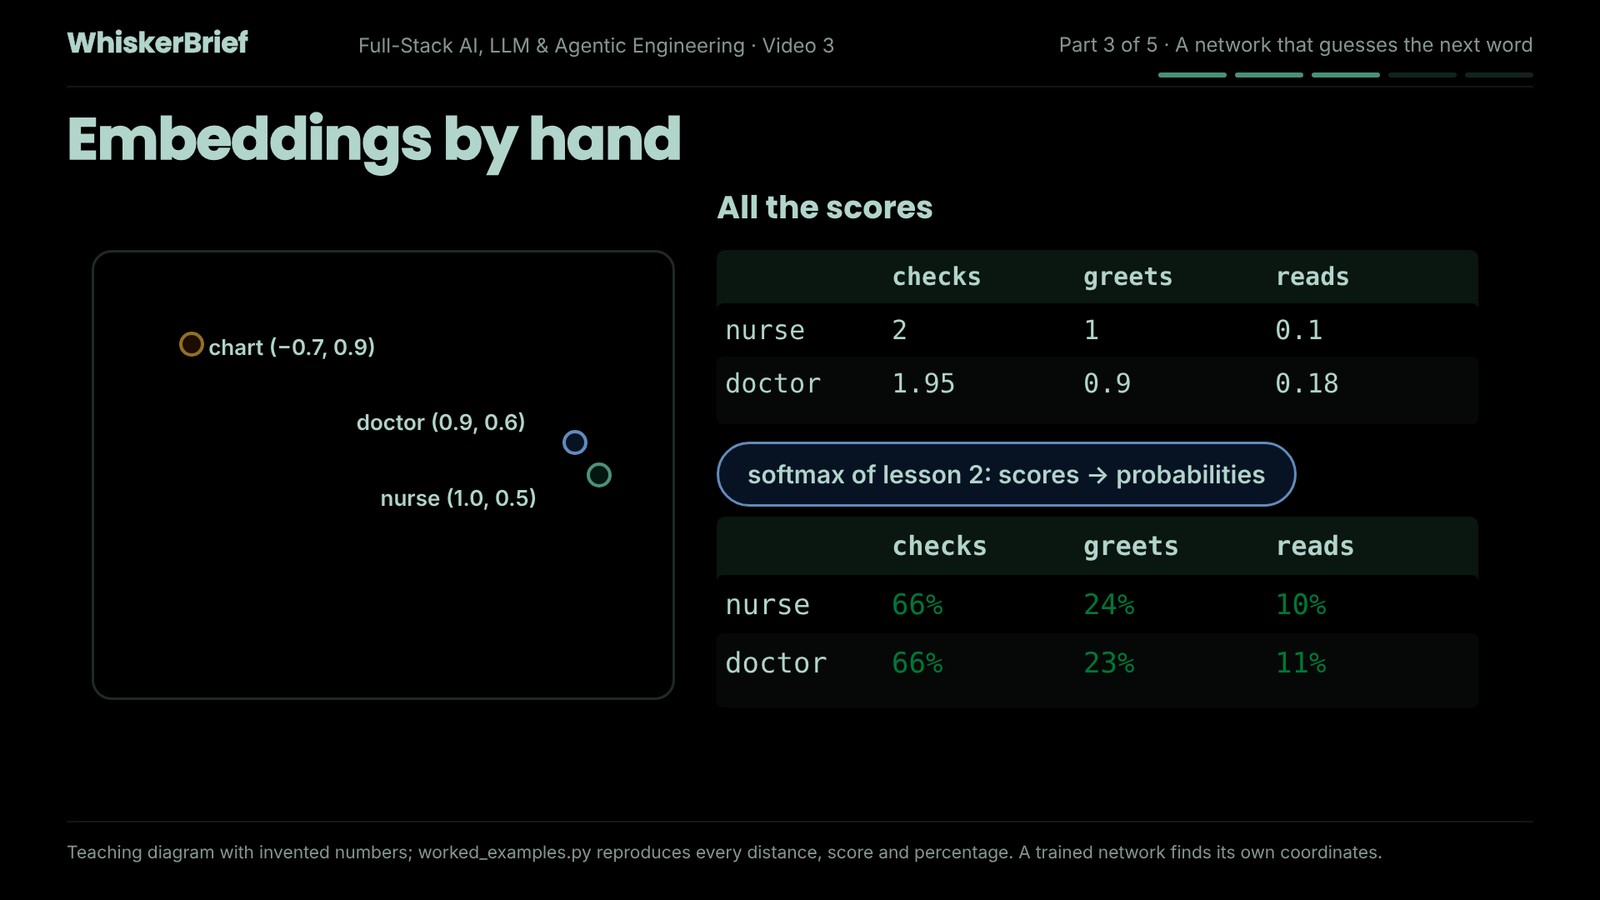 WhiskerBrief
Full-Stack AI, LLM & Agentic Engineering · Video 3
Part 3 of 5 · A network that guesses the next word
Embeddings by hand
chart (−0.7, 0.9)
doctor (0.9, 0.6)
nurse (1.0, 0.5)
All the scores
checks greets reads
nurse 2 1 0.1
doctor 1.95 0.9 0.18
softmax of lesson 2: scores → probabilities
checks greets reads
nurse 66% 24% 10%
doctor 66% 23% 11%
Teaching diagram with invented numbers; worked_examples.py reproduces every distance, score and percentage. A trained network finds its own coordinates.